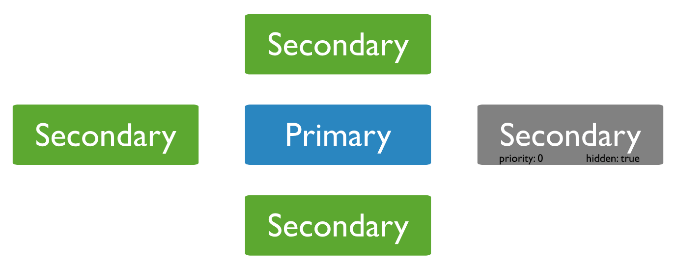 Secondary
Secondary
Primary
Secondary
priority: 0
hidden: true
Secondary